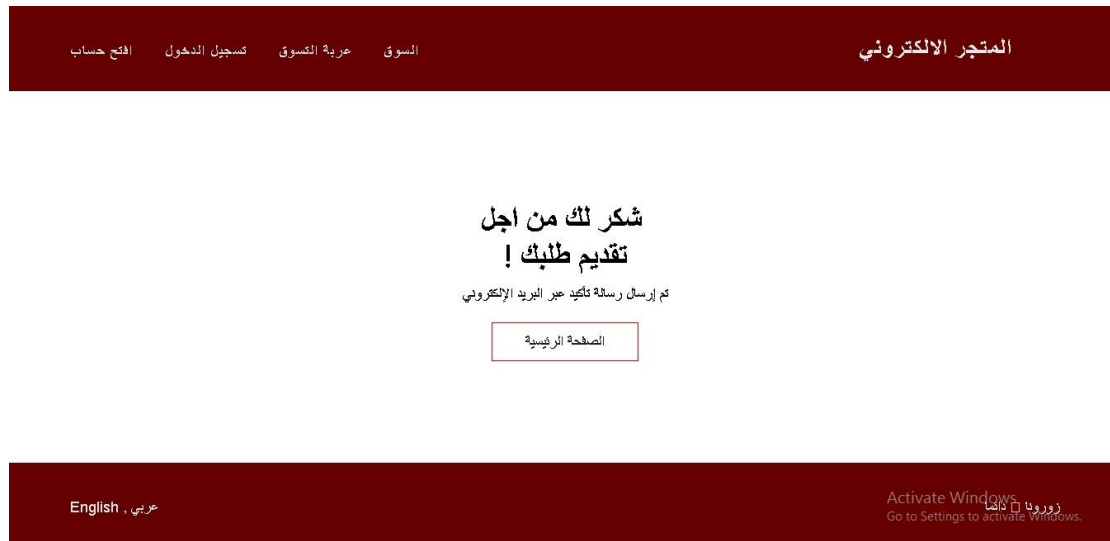 المتجر الالكتروني
السوق عربة التسوق تسجيل الدخول افتح حساب
شكر لك من اجل
تقديم طلبك !
تم إرسال رسالة تأكيد عبر البريد الإلكتروني
الصفحة الرئيسية
زورونا □ دائما
Activate Windows
Go to Settings to activate Windows.
عربي , English